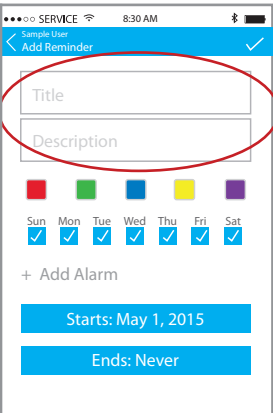 SERVICE 8:30 AM
Sample User
Add Reminder
Title
Description
Sun Mon Tue Wed Thu Fri Sat
+ Add Alarm
Starts: May 1, 2015
Ends: Never